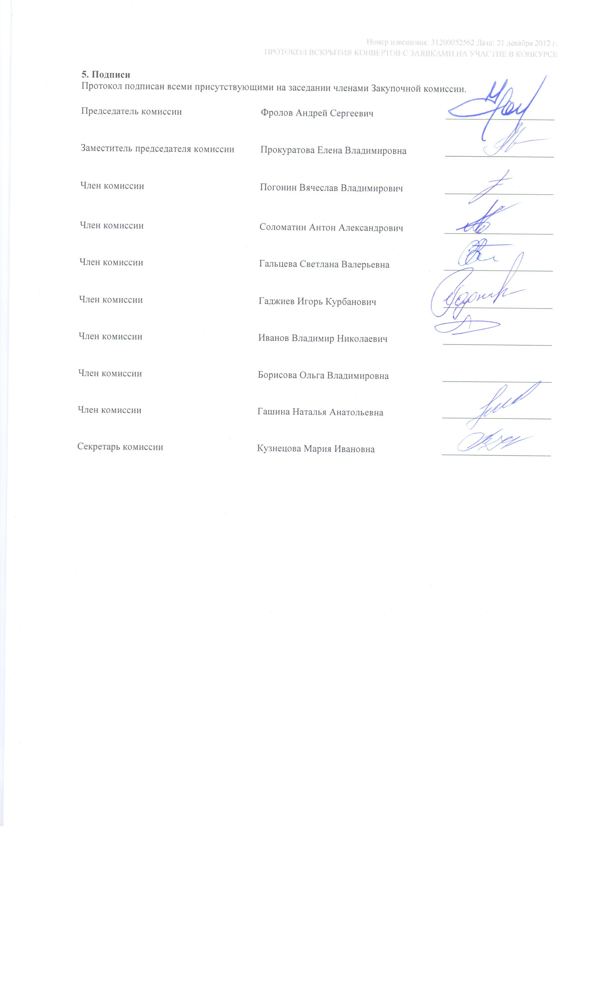 Номер извещения: 31200052562 Дата: 21 декабря 2012 г.
ПРОТОКОЛ ВСКРЫТИЯ КОНВЕРТОВ С ЗАЯВКАМИ НА УЧАСТИЕ В КОНКУРСЕ
5. Подписи
Протокол подписан всеми присутствующими на заседании членами Закупочной комиссии.
Председатель комиссии Фролов Андрей Сергеевич
Заместитель председателя комиссии Прокуратова Елена Владимировна
Член комиссии Погонин Вячеслав Владимирович
Член комиссии Соломатин Антон Александрович
Член комиссии Гальцева Светлана Валерьевна
Член комиссии Гаджиев Игорь Курбанович
Член комиссии Иванов Владимир Николаевич
Член комиссии Борисова Ольга Владимировна
Член комиссии Гашина Наталья Анатольевна
Секретарь комиссии Кузнецова Мария Ивановна